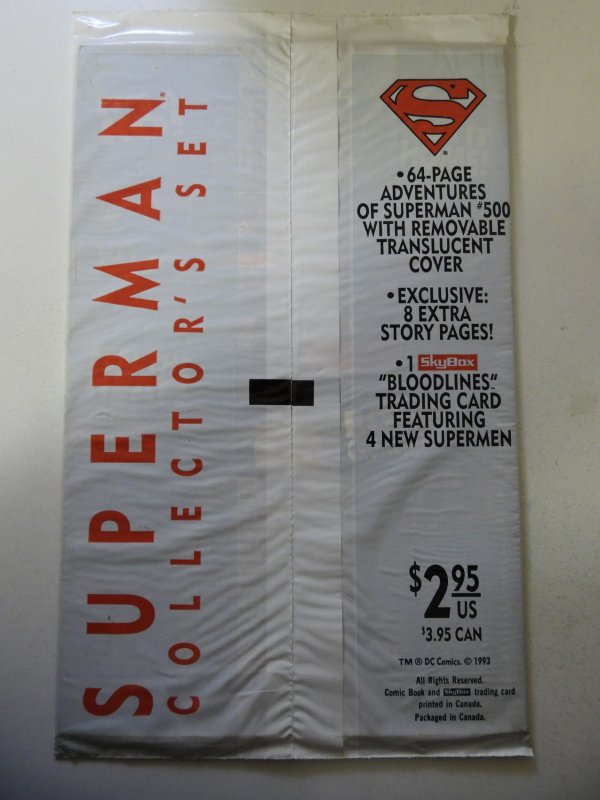 SUPERMAN®
COLLECTOR'S SET
S®
•64-PAGE
ADVENTURES
OF SUPERMAN #500
WITH REMOVABLE
TRANSLUCENT
COVER
•EXCLUSIVE:
8 EXTRA
STORY PAGES!
•1 SkyBox
"BLOODLINES"
TRADING CARD
FEATURING
4 NEW SUPERMEN
$2.95
US
$3.95 CAN
TM ® DC Comics. © 1993
All Rights Reserved.
Comic Book and SkyBox trading card
printed in Canada.
Packaged in Canada.